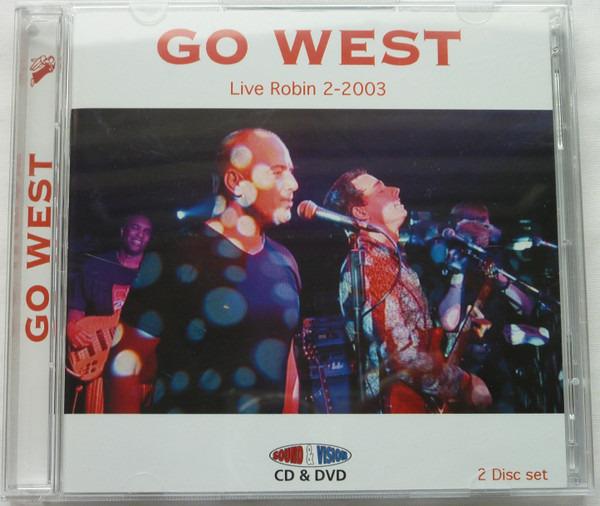 GO WEST
Live Robin 2-2003
GO WEST
SOUND & VISION
CD & DVD
2 Disc set